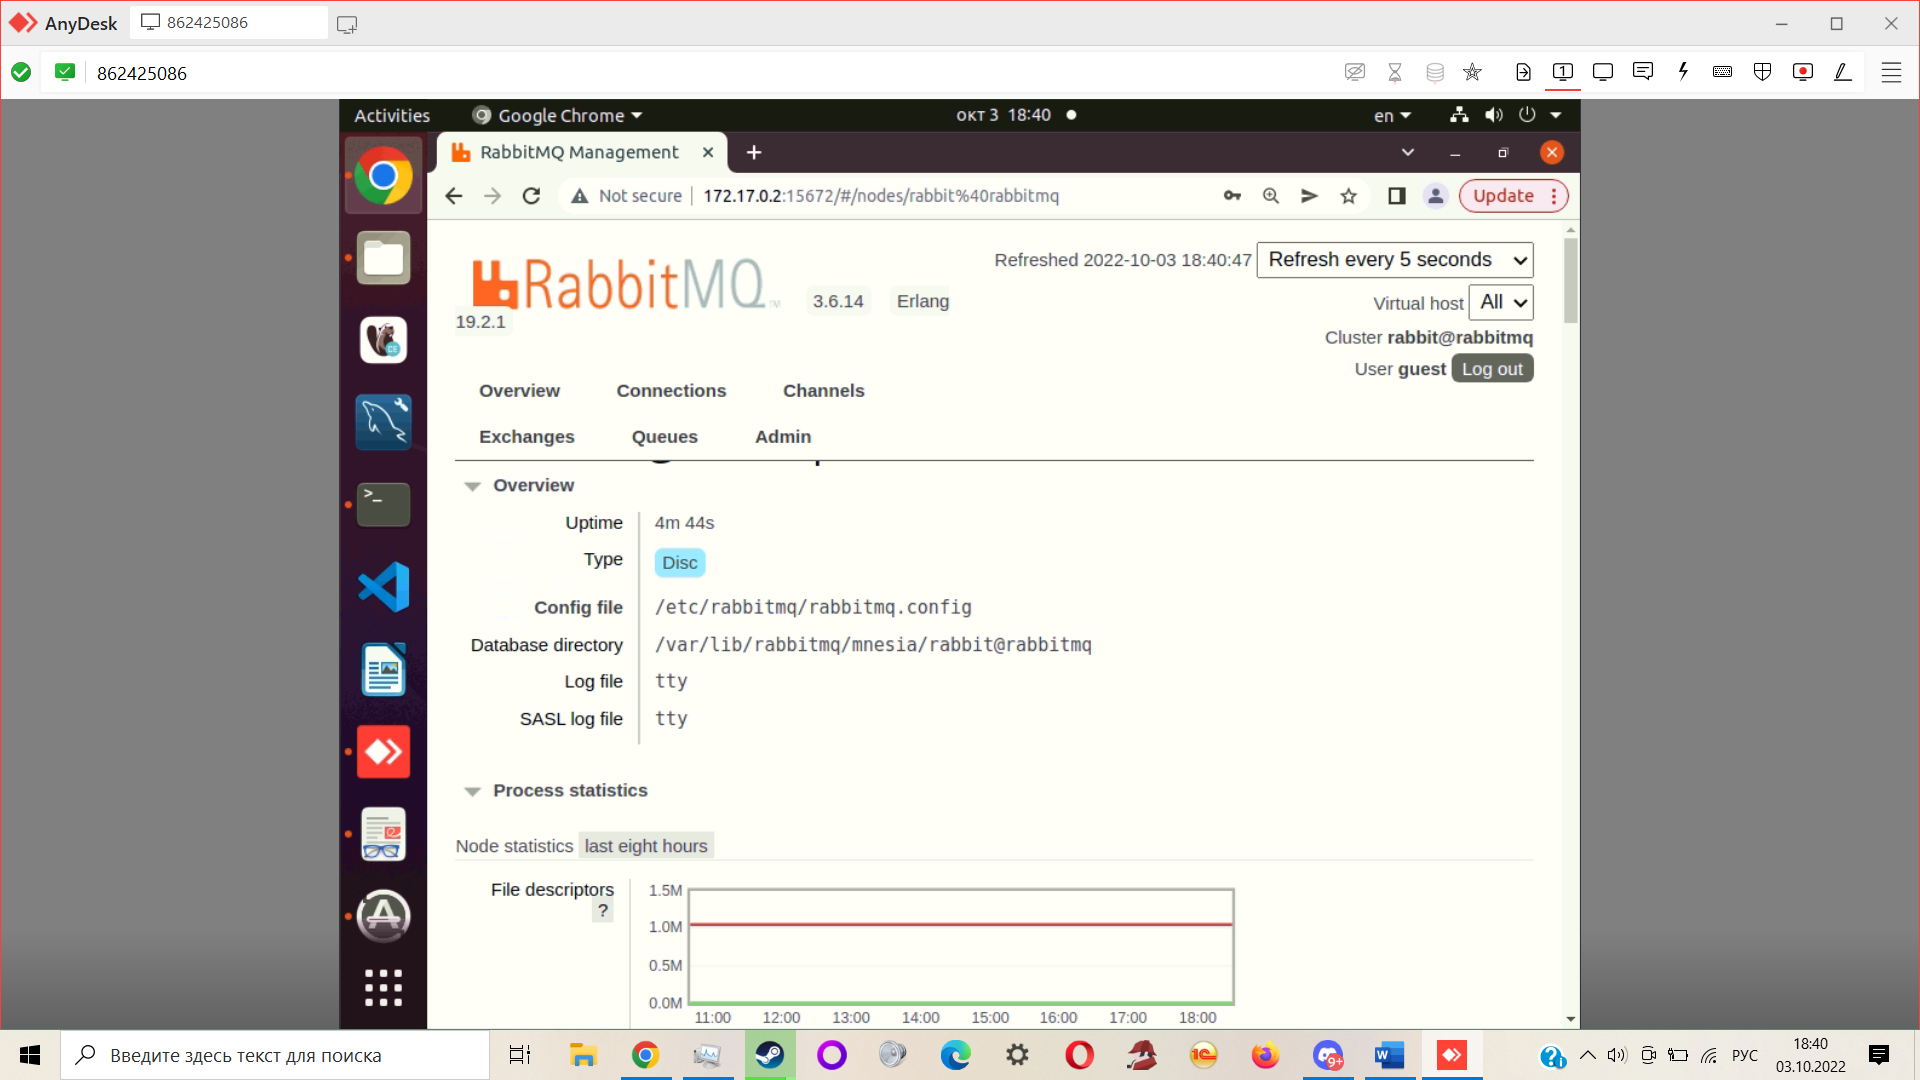 AnyDesk
862425086
862425086
1
Activities
Google Chrome
окт 3 18:40
en
RabbitMQ Management
Not secure
172.17.0.2:15672/#/nodes/rabbit%40rabbitmq
Update
RabbitMQ
TM
3.6.14
Erlang
19.2.1
Refreshed 2022-10-03 18:40:47
Refresh every 5 seconds
Virtual host
All
Cluster rabbit@rabbitmq
User guest
Log out
Overview
Connections
Channels
Exchanges
Queues
Admin
Overview
Uptime
4m 44s
Type
Disc
Config file
/etc/rabbitmq/rabbitmq.config
Database directory
/var/lib/rabbitmq/mnesia/rabbit@rabbitmq
Log file
tty
SASL log file
tty
Process statistics
Node statistics last eight hours
File descriptors
?
1.5M
1.0M
0.5M
0.0M
11:00 12:00 13:00 14:00 15:00 16:00 17:00 18:00
CE
>_
Введите здесь текст для поиска
1C
9+
W
РУС
18:40
03.10.2022